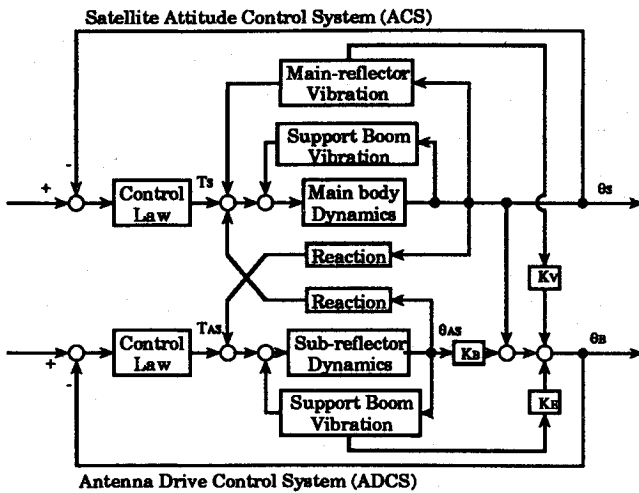 Satellite Attitude Control System (ACS)
Main-reflector
Vibration
-
Support Boom
Vibration
+
Control
Law
Ts
Main body
Dynamics
θs
Reaction
Kv
Reaction
TAS
θAS
+
Control
Law
Sub-reflector
Dynamics
KB
θB
-
Support Boom
Vibration
Antenna Drive Control System (ADCS)